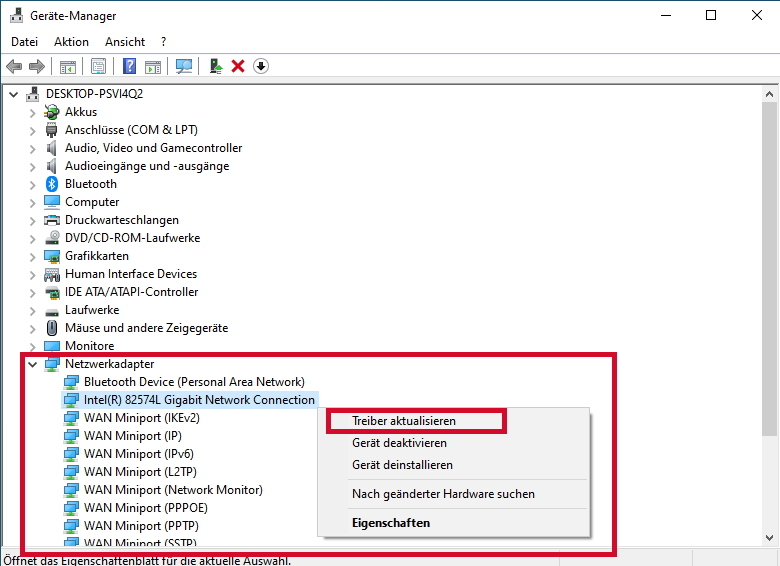 Geräte-Manager
Datei Aktion Ansicht ?
DESKTOP-PSVI4Q2
Akkus
Anschlüsse (COM & LPT)
Audio, Video und Gamecontroller
Audioeingänge und -ausgänge
Bluetooth
Computer
Druckwarteschlangen
DVD/CD-ROM-Laufwerke
Grafikkarten
Human Interface Devices
IDE ATA/ATAPI-Controller
Laufwerke
Mäuse und andere Zeigegeräte
Monitore
Netzwerkadapter
Bluetooth Device (Personal Area Network)
Intel(R) 82574L Gigabit Network Connection
WAN Miniport (IKEv2)
WAN Miniport (IP)
WAN Miniport (IPv6)
WAN Miniport (L2TP)
WAN Miniport (Network Monitor)
WAN Miniport (PPPOE)
WAN Miniport (PPTP)
WAN Miniport (SSTP)
Treiber aktualisieren
Gerät deaktivieren
Gerät deinstallieren
Nach geänderter Hardware suchen
Eigenschaften
Öffnet das Eigenschaftenblatt für die aktuelle Auswahl.